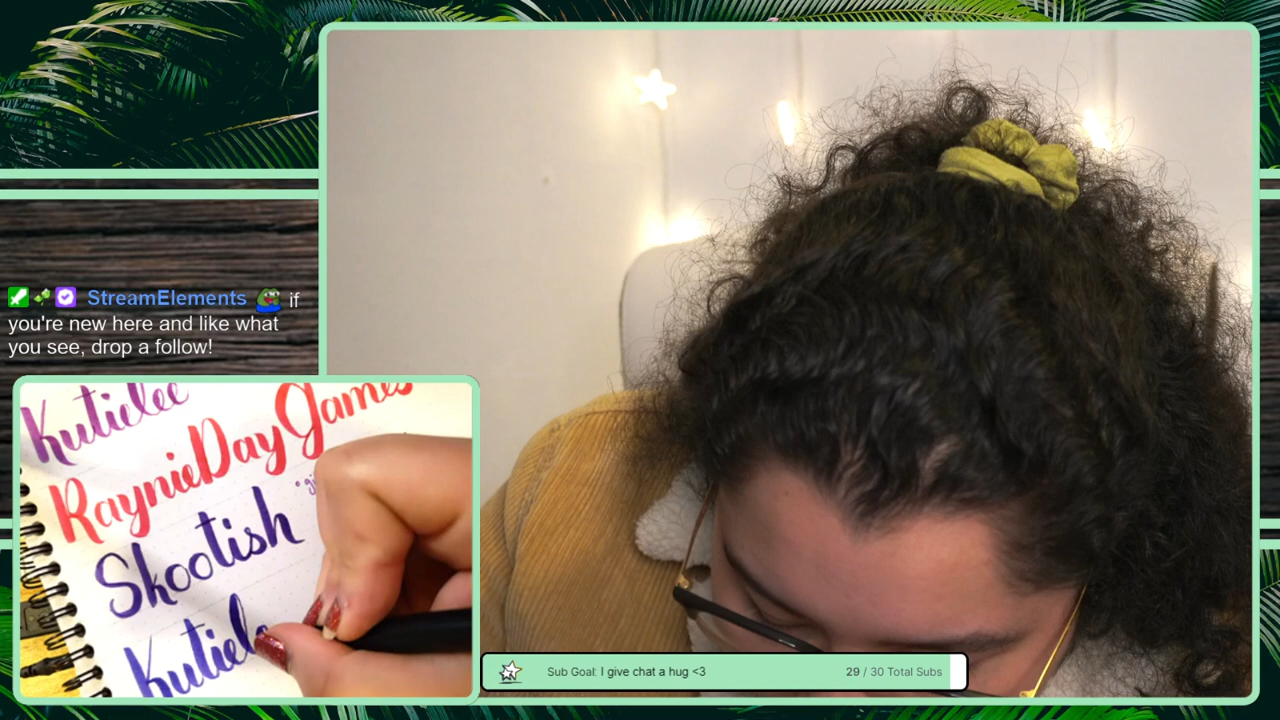 StreamElements if
you're new here and like what
you see, drop a follow!
Kutielee
RaynieDayJames
Skootish
Kutiel
Sub Goal: I give chat a hug <3
29 / 30 Total Subs